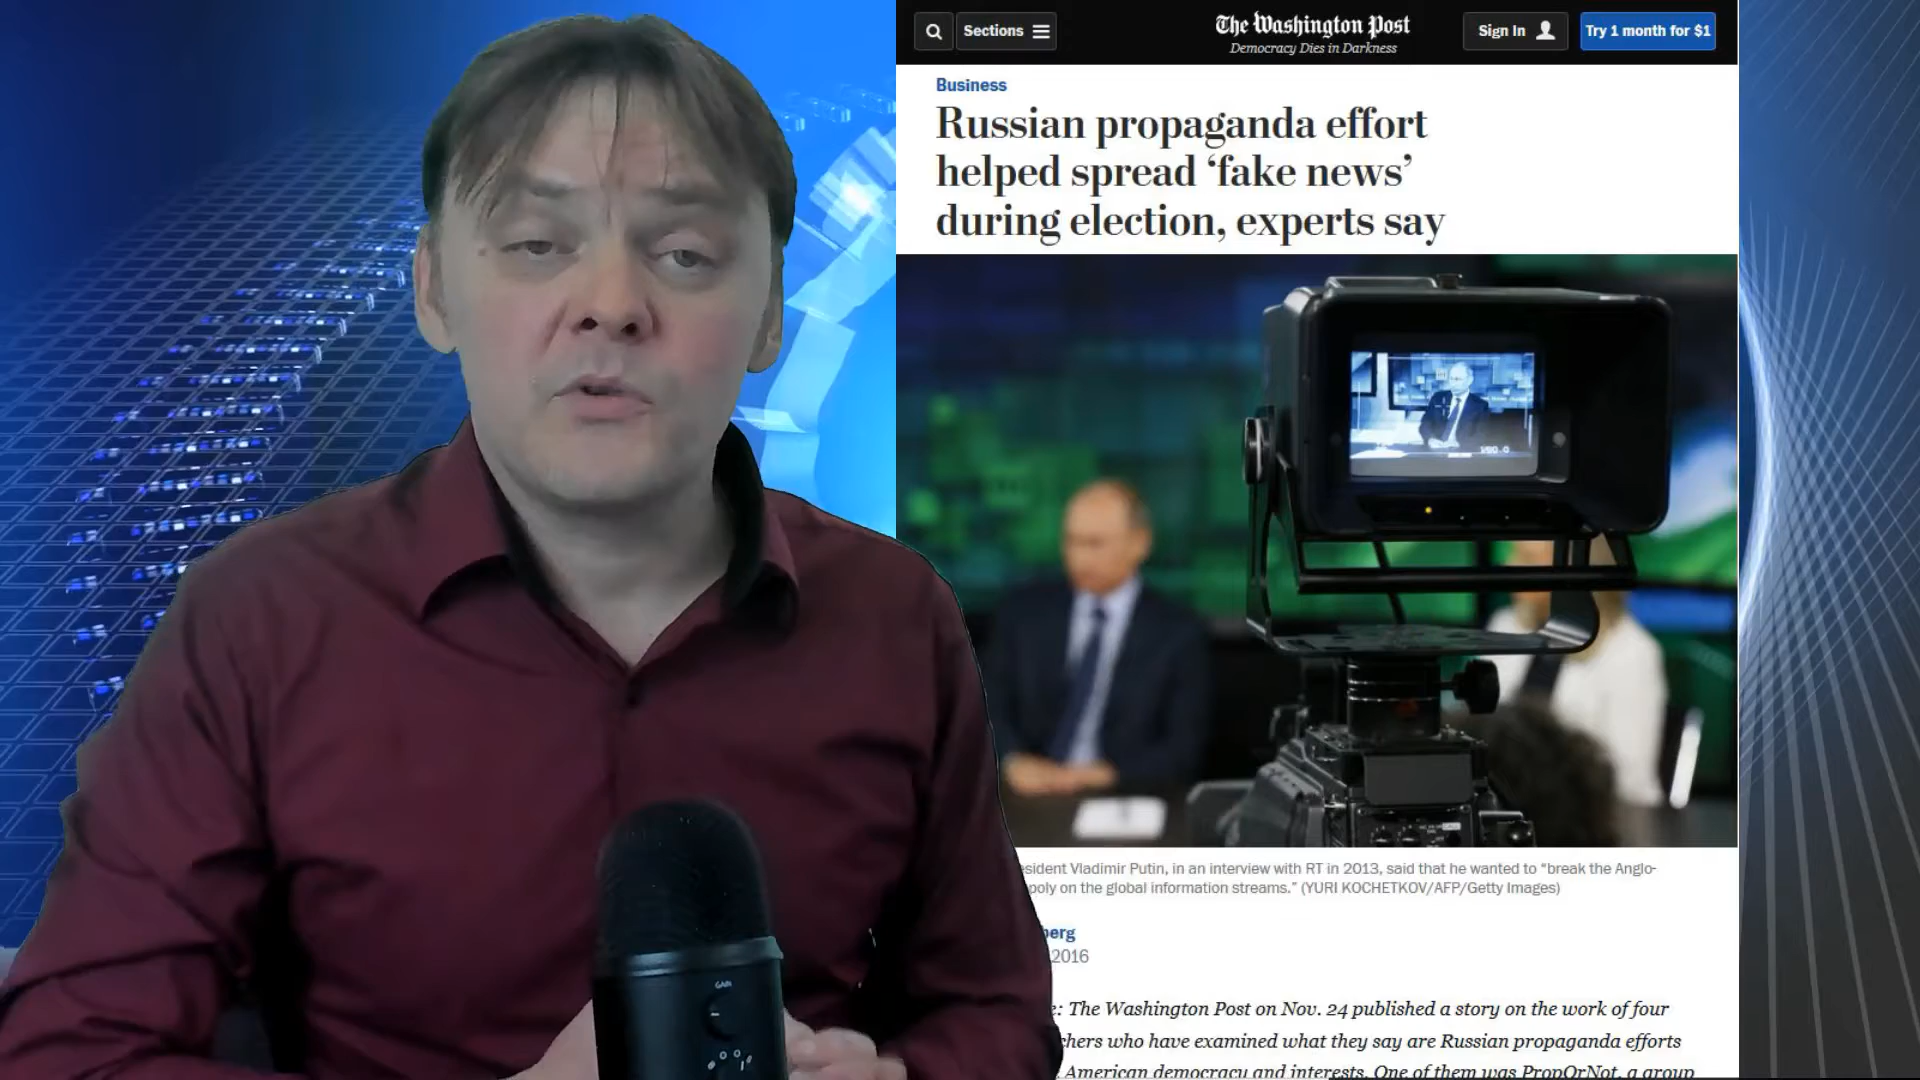 Sections
The Washington Post
Democracy Dies in Darkness
Sign In
Try 1 month for $1
Business
Russian propaganda effort
helped spread ‘fake news’
during election, experts say
Vladimir Putin, in an interview with RT in 2013, said that he wanted to “break the Anglo-
on the global information streams.” (YURI KOCHETKOV/AFP/Getty Images)
2016
The Washington Post on Nov. 24 published a story on the work of four
who have examined what they say are Russian propaganda efforts
American democracy and interests. One of them was PropOrNot, a group
GAIN